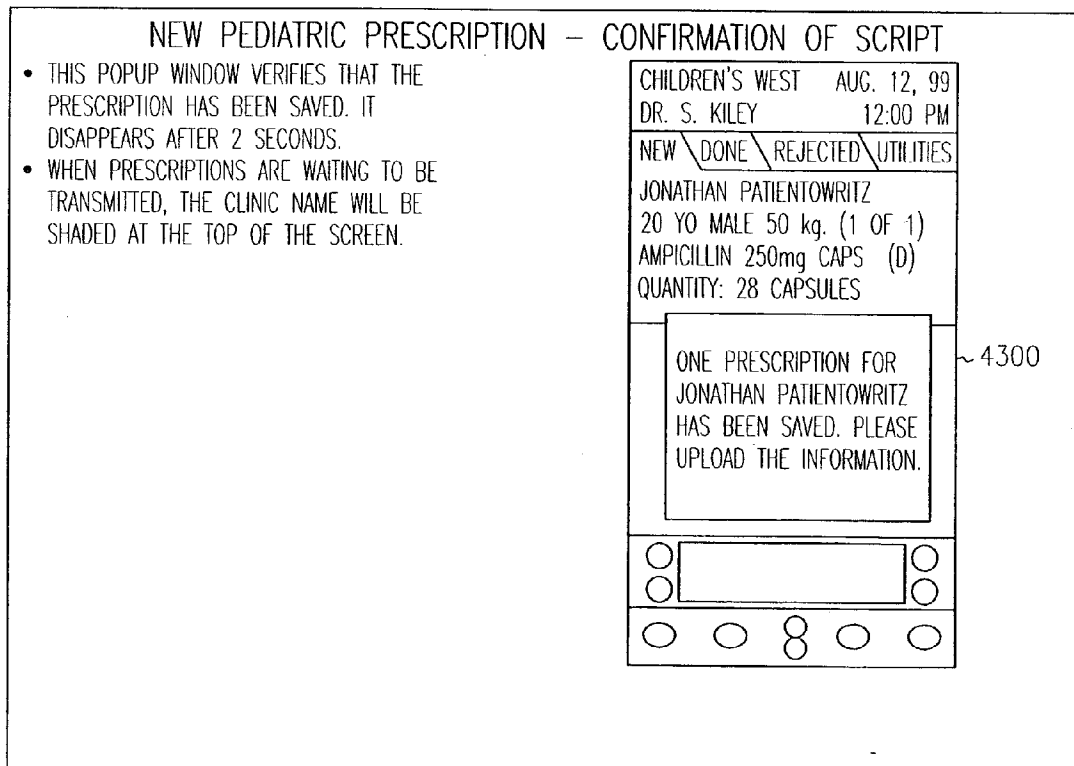 NEW PEDIATRIC PRESCRIPTION – CONFIRMATION OF SCRIPT
• THIS POPUP WINDOW VERIFIES THAT THE
PRESCRIPTION HAS BEEN SAVED. IT
DISAPPEARS AFTER 2 SECONDS.
• WHEN PRESCRIPTIONS ARE WAITING TO BE
TRANSMITTED, THE CLINIC NAME WILL BE
SHADED AT THE TOP OF THE SCREEN.
CHILDREN'S WEST AUG. 12, 99
DR. S. KILEY 12:00 PM
NEW DONE REJECTED UTILITIES
JONATHAN PATIENTOWRITZ
20 YO MALE 50 kg. (1 OF 1)
AMPICILLIN 250mg CAPS (D)
QUANTITY: 28 CAPSULES
ONE PRESCRIPTION FOR
JONATHAN PATIENTOWRITZ
HAS BEEN SAVED. PLEASE
UPLOAD THE INFORMATION.
4300